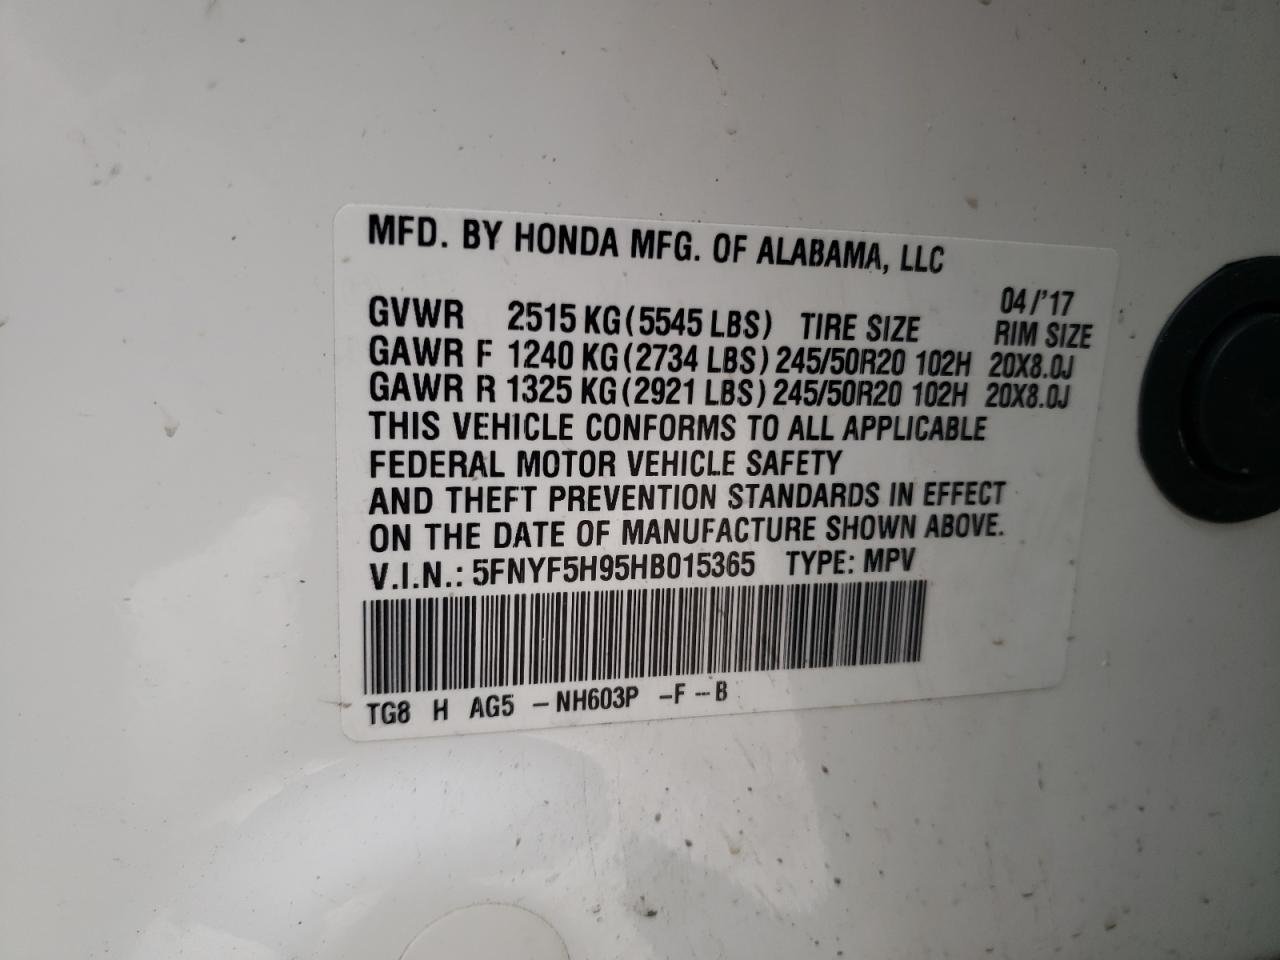 MFD. BY HONDA MFG. OF ALABAMA, LLC
04/'17
GVWR 2515 KG (5545 LBS) TIRE SIZE RIM SIZE
GAWR F 1240 KG (2734 LBS) 245/50R20 102H 20X8.0J
GAWR R 1325 KG (2921 LBS) 245/50R20 102H 20X8.0J
THIS VEHICLE CONFORMS TO ALL APPLICABLE
FEDERAL MOTOR VEHICLE SAFETY
AND THEFT PREVENTION STANDARDS IN EFFECT
ON THE DATE OF MANUFACTURE SHOWN ABOVE.
V.I.N.: 5FNYF5H95HB015365 TYPE: MPV
TG8 H AG5 -NH603P -F--B